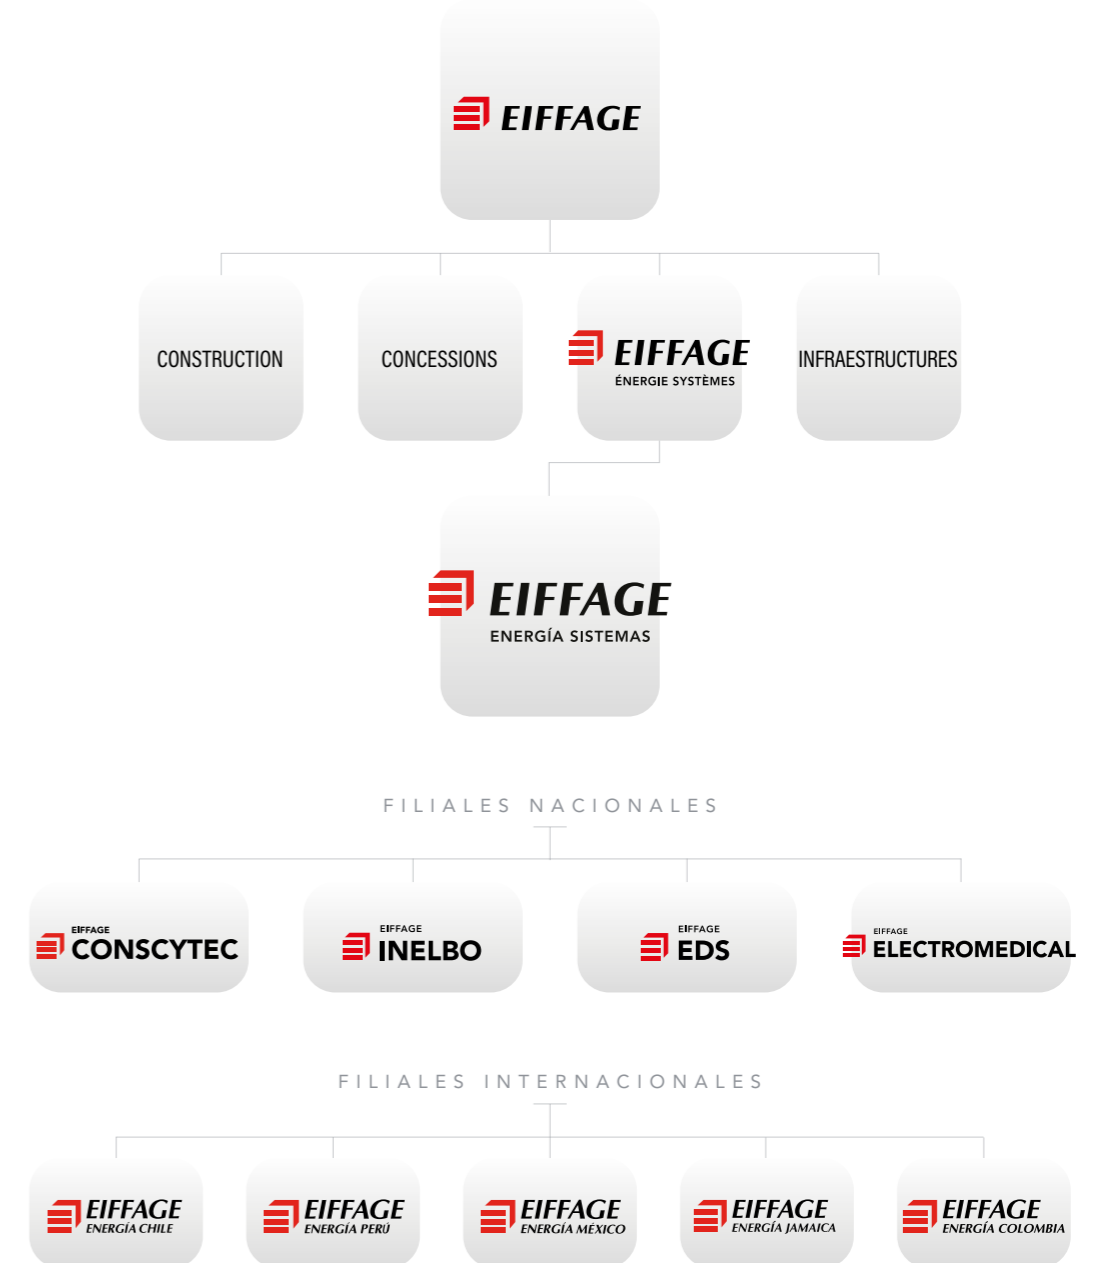 EIFFAGE
CONSTRUCTION
CONCESSIONS
EIFFAGE
ÉNERGIE SYSTÈMES
INFRAESTRUCTURES
EIFFAGE
ENERGÍA SISTEMAS
FILIALES NACIONALES
EIFFAGE
CONSCYTEC
EIFFAGE
INELBO
EIFFAGE
EDS
EIFFAGE
ELECTROMEDICAL
FILIALES INTERNACIONALES
EIFFAGE
ENERGÍA CHILE
EIFFAGE
ENERGÍA PERÚ
EIFFAGE
ENERGÍA MÉXICO
EIFFAGE
ENERGÍA JAMAICA
EIFFAGE
ENERGÍA COLOMBIA